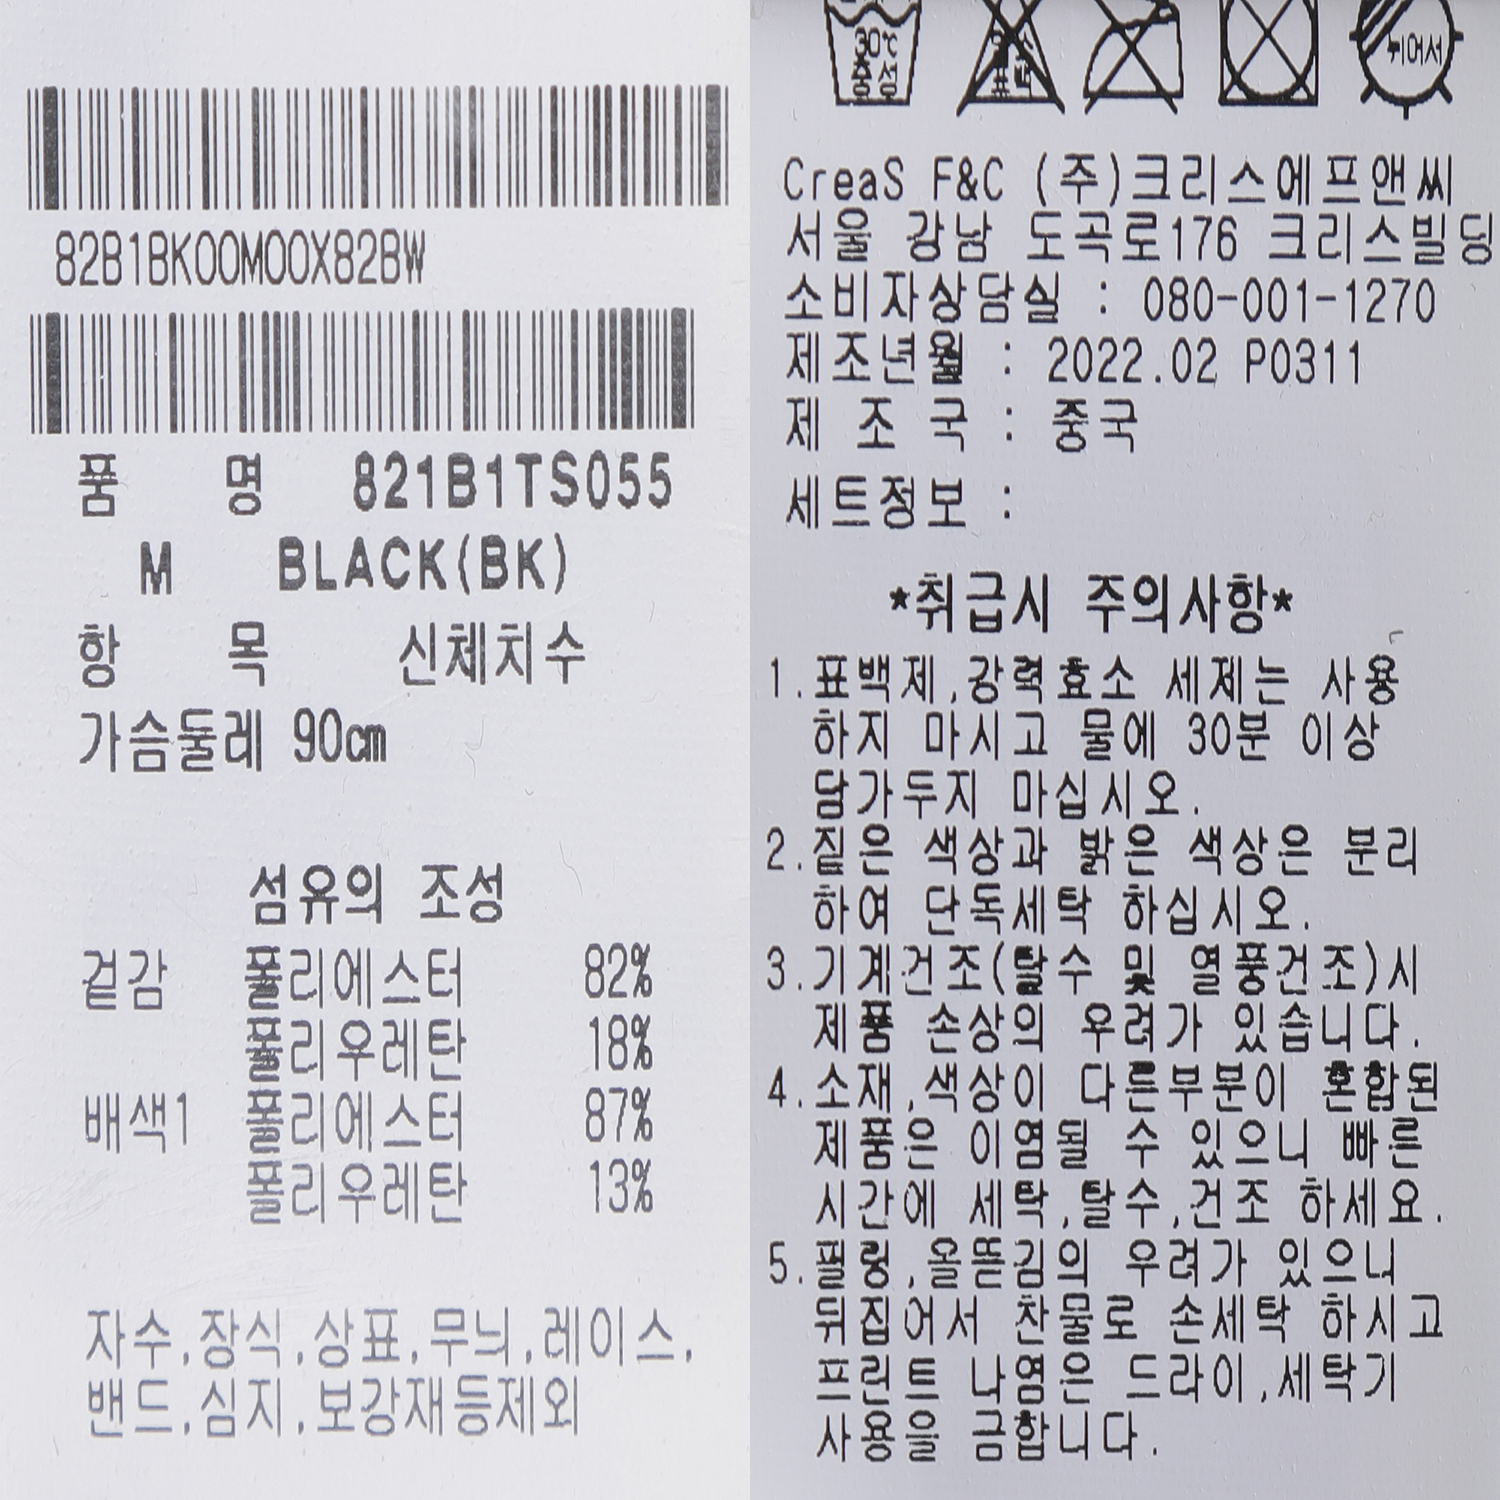 82B1BK00M00X82BW
품 명 821B1TS055
M BLACK(BK)
항 목 신체치수
가슴둘레 90cm
섬유의 조성
겉감 폴리에스터 82%
폴리우레탄 18%
배색1 폴리에스터 87%
폴리우레탄 13%
자수,장식,상표,무늬,레이스,
밴드,심지,보강재등제외
30℃
중성
뉘어서
CreaS F&C (주)크리스에프앤씨
서울 강남 도곡로176 크리스빌딩
소비자상담실 : 080-001-1270
제조년월 : 2022.02 P0311
제 조 국 : 중국
세트정보 :
*취급시 주의사항*
1.표백제,강력효소 세제는 사용
하지 마시고 물에 30분 이상
담가두지 마십시오.
2.짙은 색상과 밝은 색상은 분리
하여 단독세탁 하십시오.
3.기계건조(탈수 및 열풍건조)시
제품 손상의 우려가 있습니다.
4.소재,색상이 다른부분이 혼합된
제품은 이염될 수 있으니 빠른
시간에 세탁,탈수,건조 하세요.
5.필링,올뜯김의 우려가 있으니
뒤집어서 찬물로 손세탁 하시고
프린트 나염은 드라이,세탁기
사용을 금합니다.